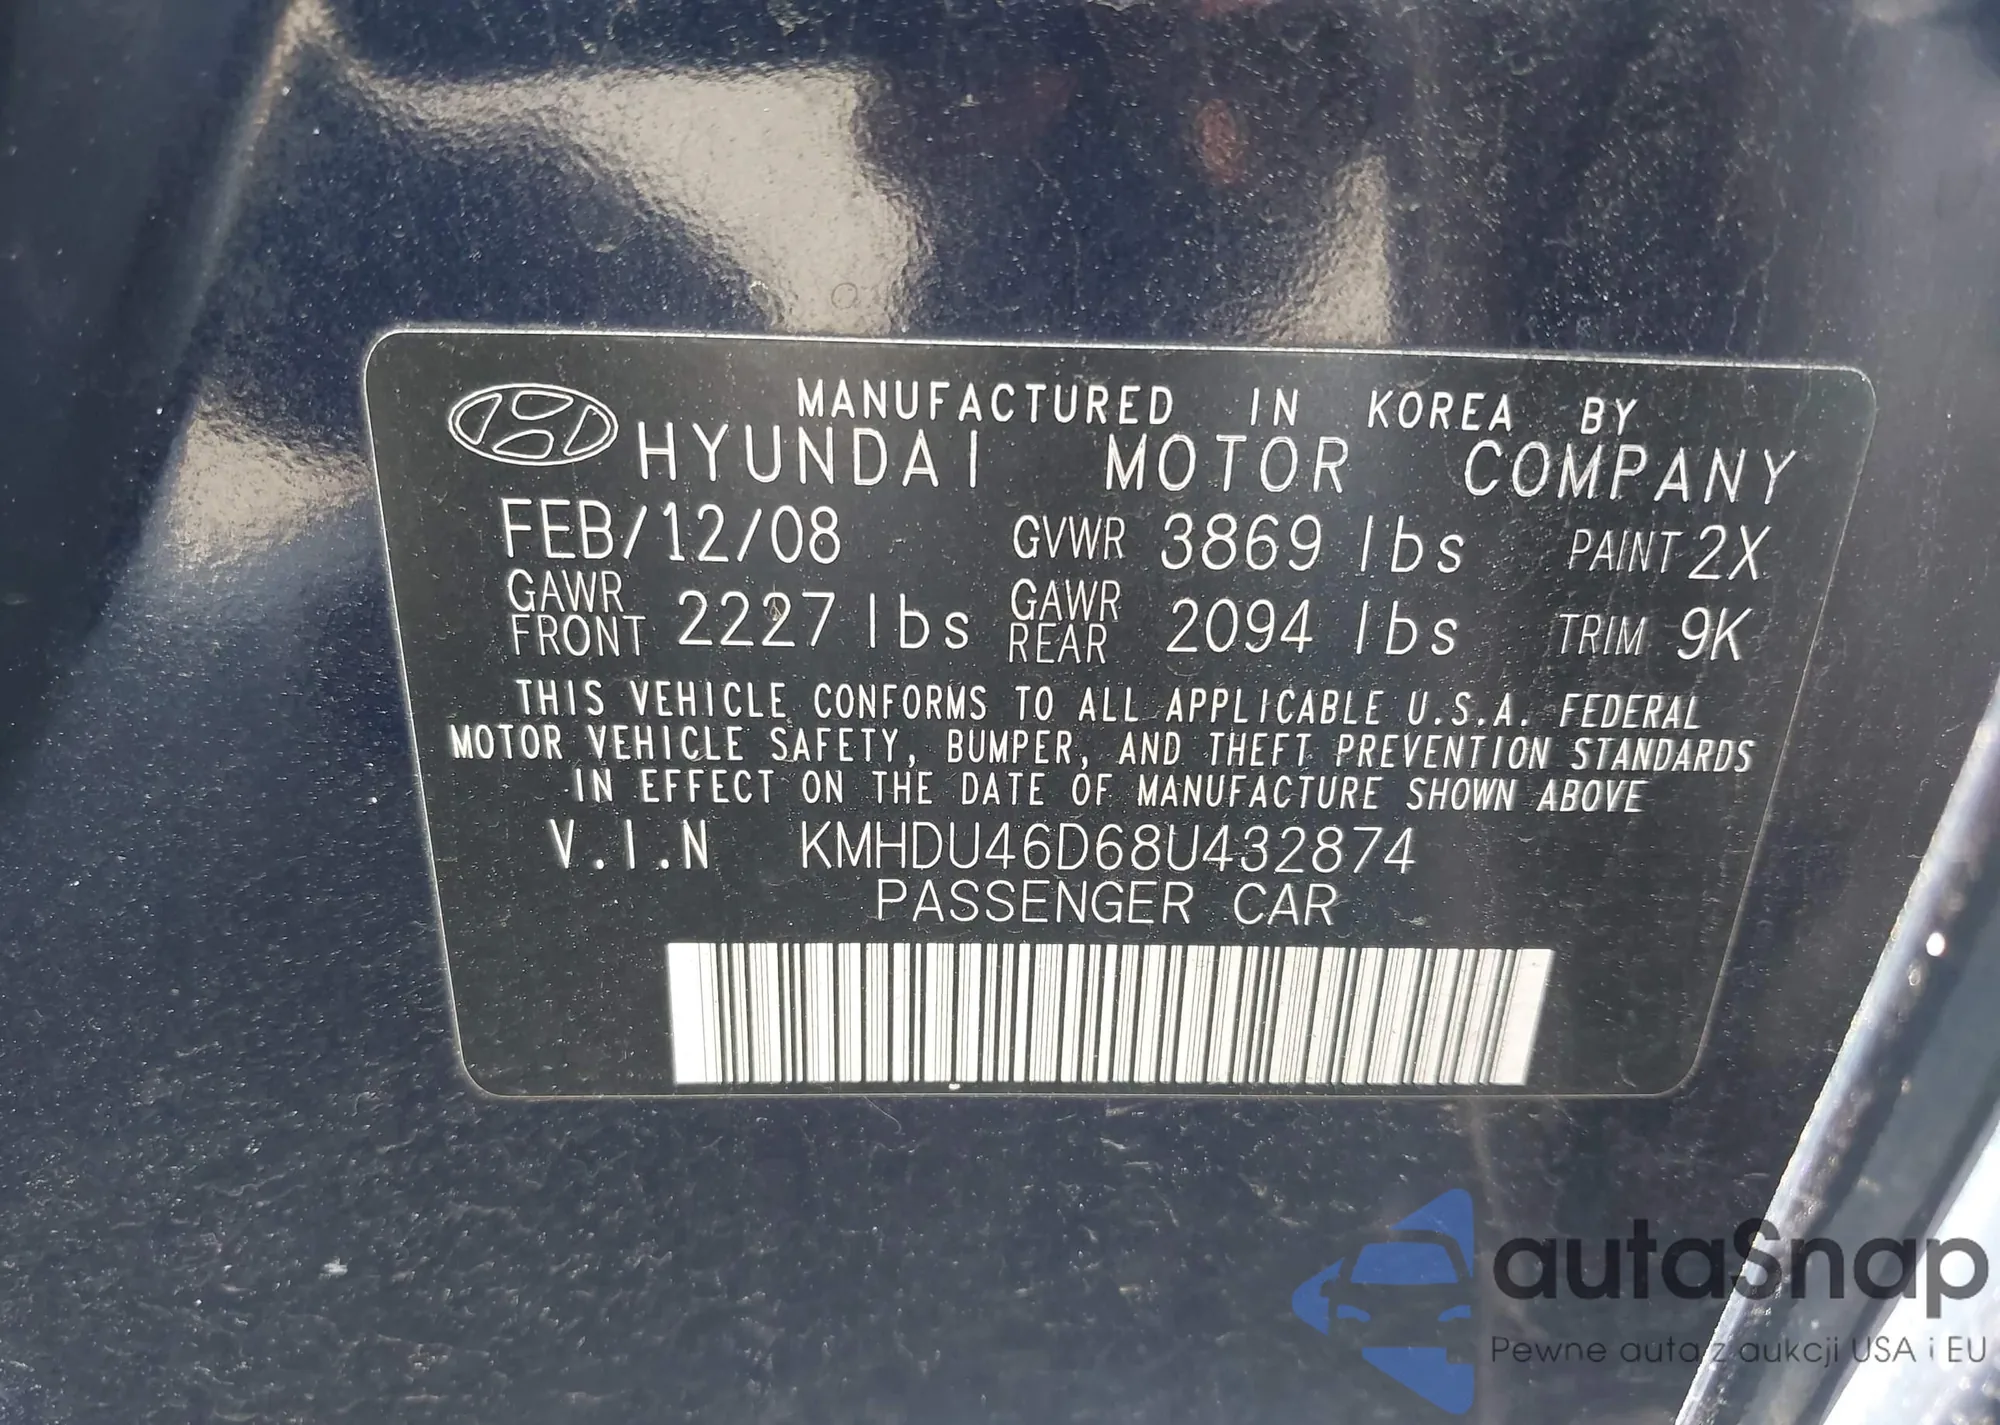 MANUFACTURED IN KOREA BY
HYUNDAI MOTOR COMPANY
FEB/12/08 GVWR 3869 lbs PAINT 2X
GAWR FRONT 2227 lbs GAWR REAR 2094 lbs TRIM 9K
THIS VEHICLE CONFORMS TO ALL APPLICABLE U.S.A. FEDERAL
MOTOR VEHICLE SAFETY, BUMPER, AND THEFT PREVENTION STANDARDS
IN EFFECT ON THE DATE OF MANUFACTURE SHOWN ABOVE
V.I.N KMHDU46D68U432874
PASSENGER CAR
autaSnap
Pewne auta z aukcji USA i EU